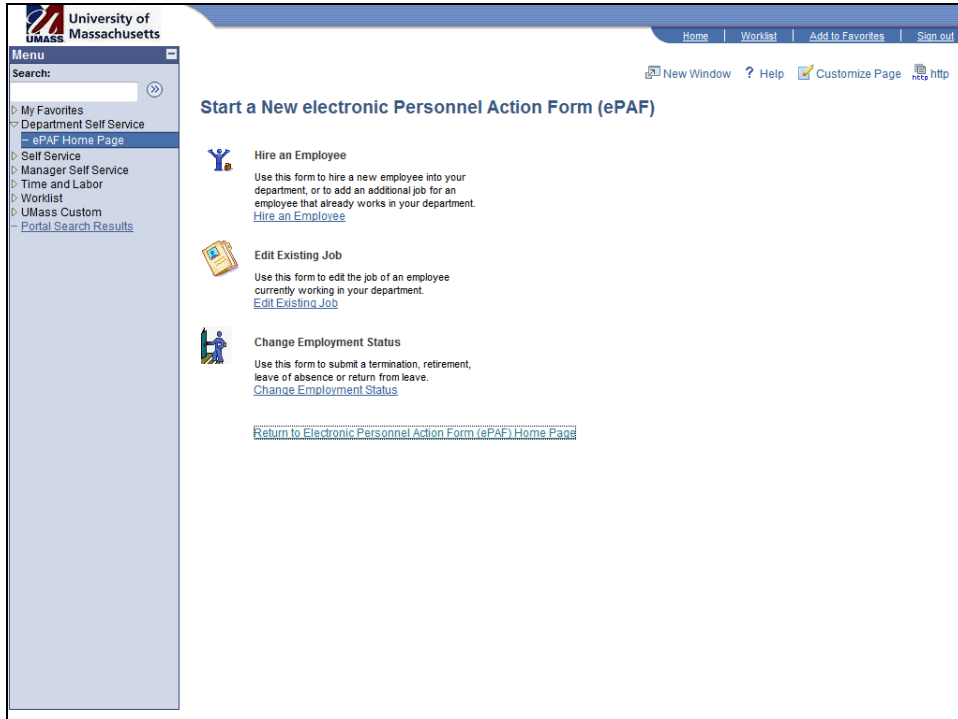 University of
UMASS Massachusetts
Home | Worklist | Add to Favorites | Sign out
Menu
Search:
My Favorites
Department Self Service
ePAF Home Page
Self Service
Manager Self Service
Time and Labor
Worklist
UMass Custom
Portal Search Results
New Window ? Help Customize Page http
Start a New electronic Personnel Action Form (ePAF)
Hire an Employee
Use this form to hire a new employee into your
department, or to add an additional job for an
employee that already works in your department.
Hire an Employee
Edit Existing Job
Use this form to edit the job of an employee
currently working in your department.
Edit Existing Job
Change Employment Status
Use this form to submit a termination, retirement,
leave of absence or return from leave.
Change Employment Status
Return to Electronic Personnel Action Form (ePAF) Home Page